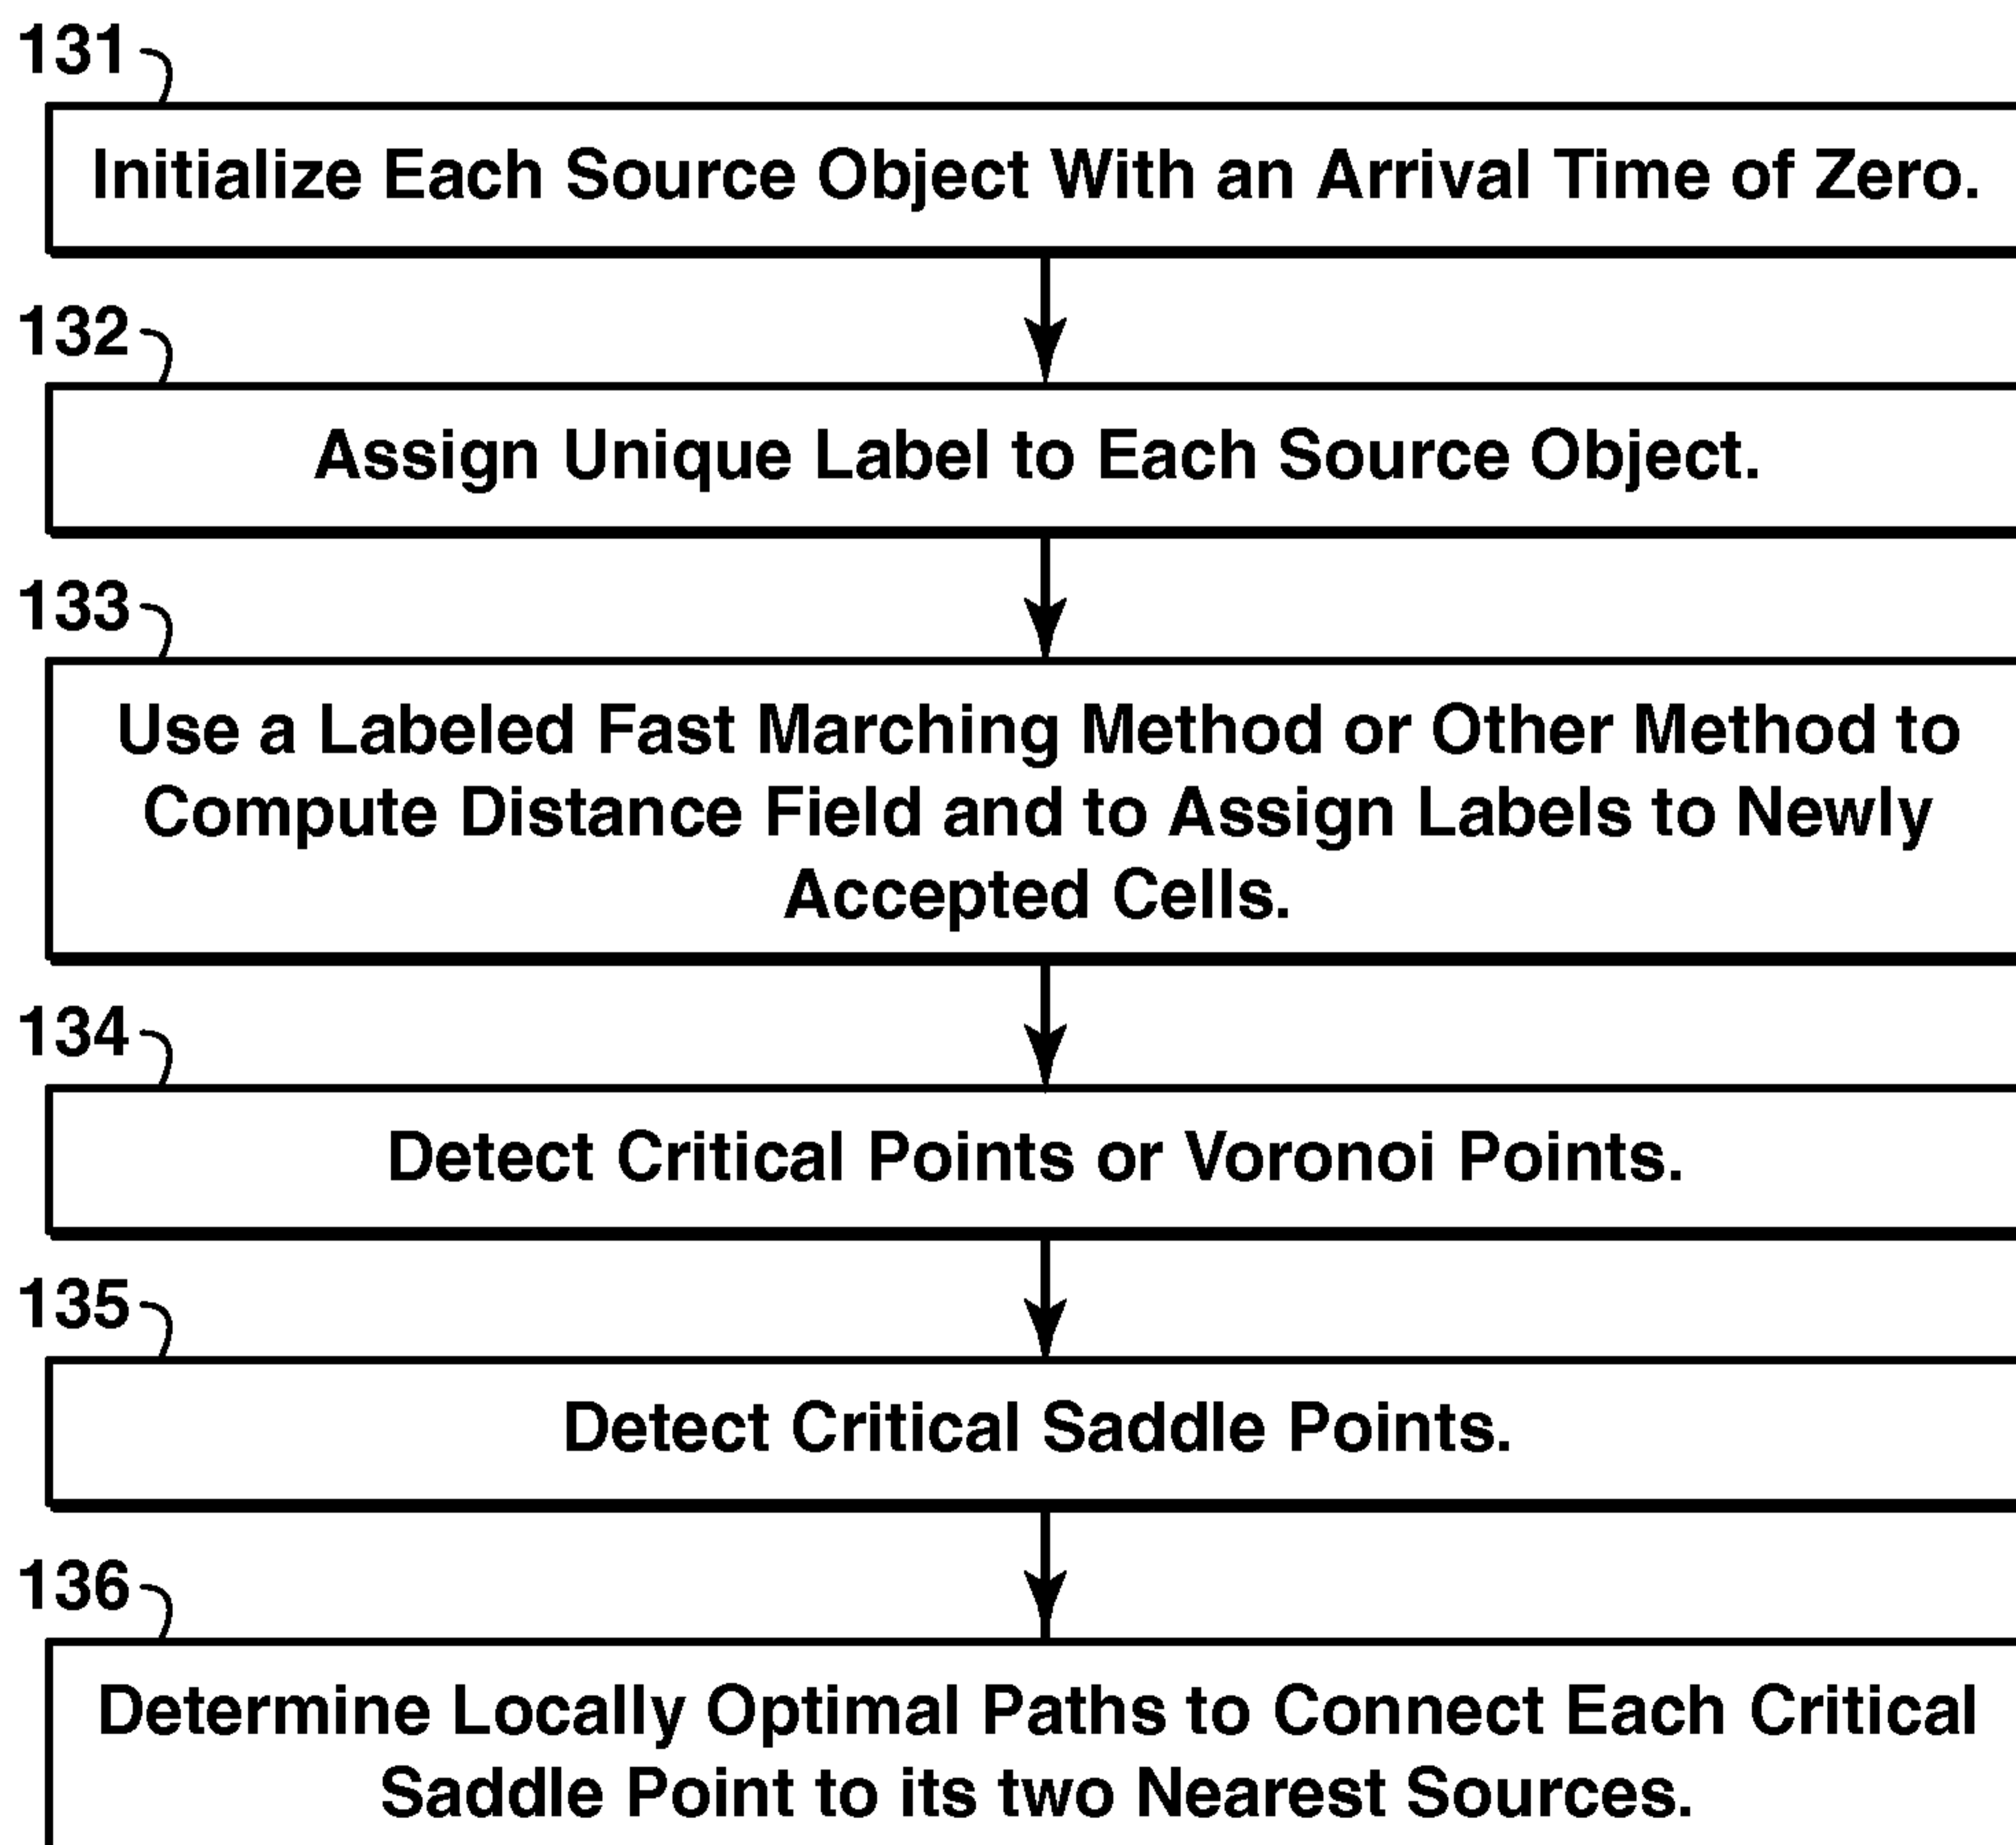 131
Initialize Each Source Object With an Arrival Time of Zero.
132
Assign Unique Label to Each Source Object.
133
Use a Labeled Fast Marching Method or Other Method to
Compute Distance Field and to Assign Labels to Newly
Accepted Cells.
134
Detect Critical Points or Voronoi Points.
135
Detect Critical Saddle Points.
136
Determine Locally Optimal Paths to Connect Each Critical
Saddle Point to its two Nearest Sources.